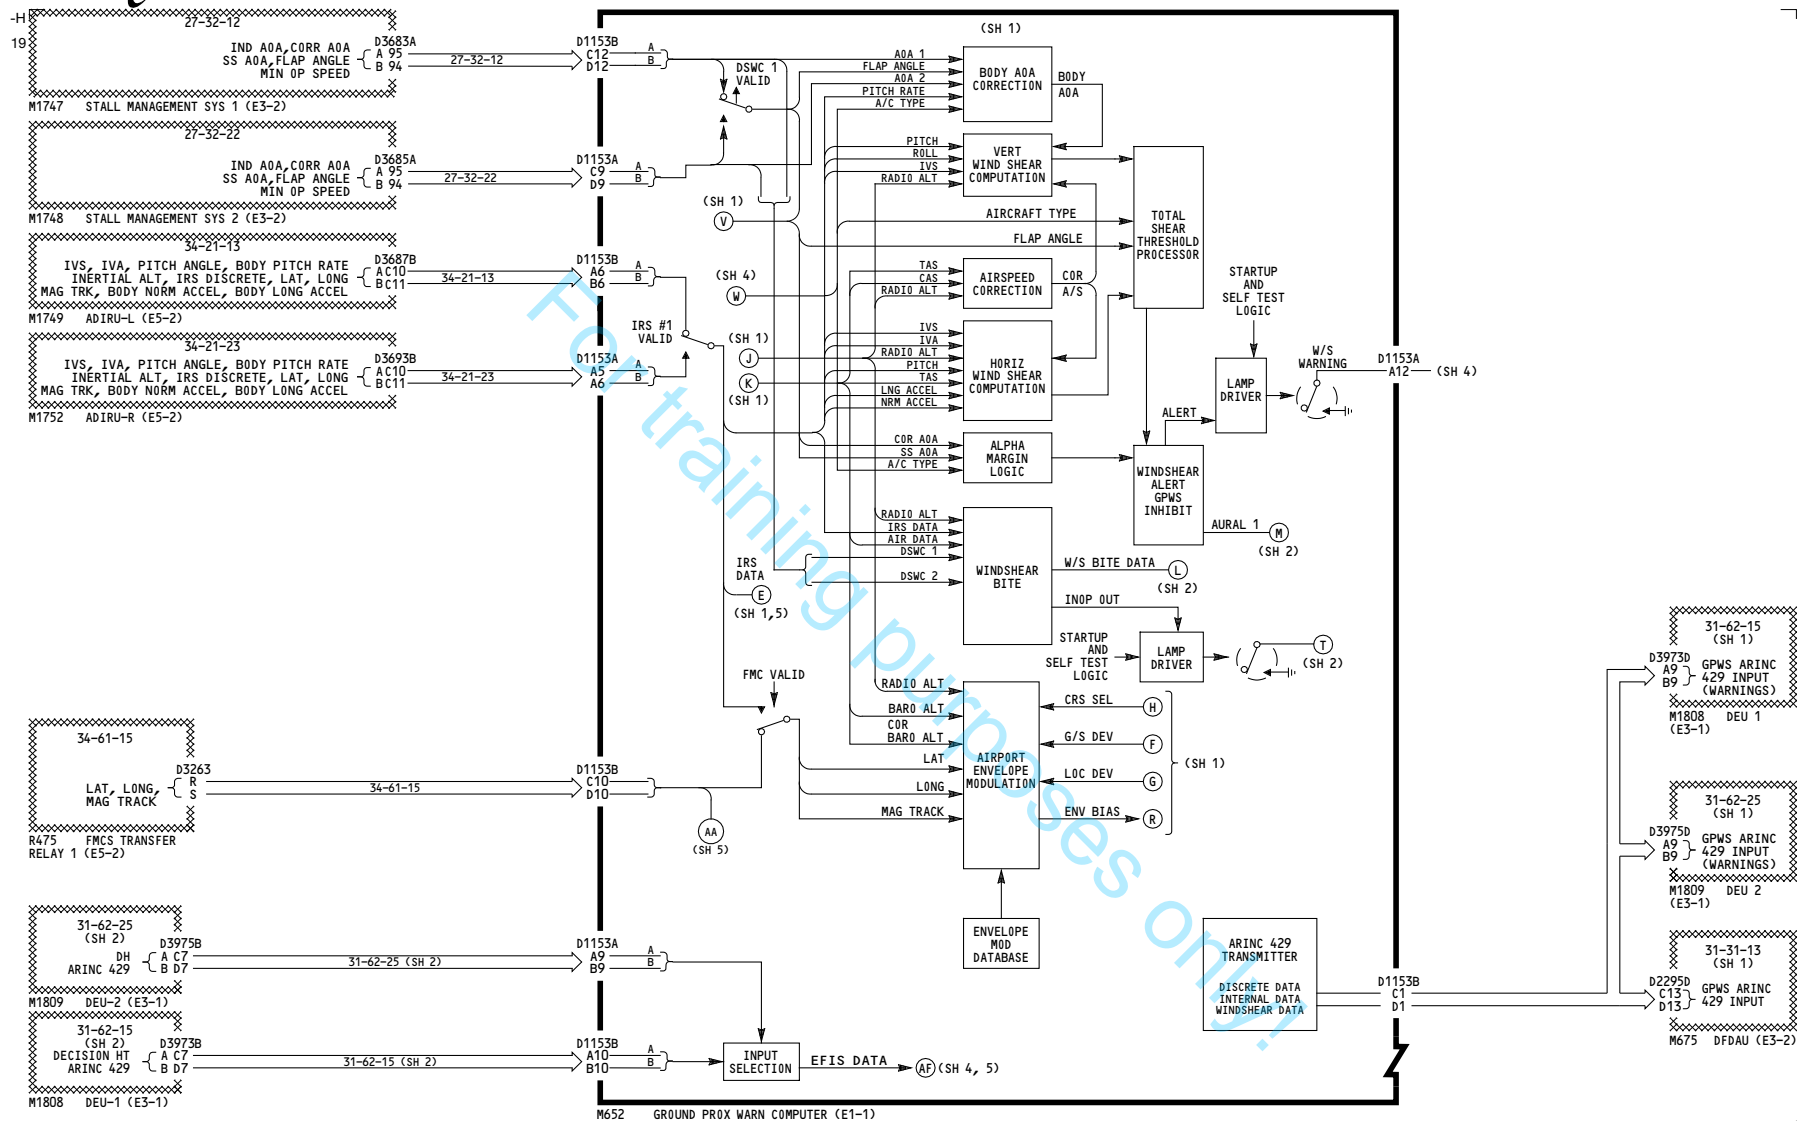 -H
19
27-32-12
IND AOA,CORR AOA
SS AOA,FLAP ANGLE
MIN OP SPEED
D3683A
A 95
B 94
27-32-12
D1153B
C12
D12
A
B
M1747 STALL MANAGEMENT SYS 1 (E3-2)
27-32-22
IND AOA,CORR AOA
SS AOA,FLAP ANGLE
MIN OP SPEED
D3685A
A 95
B 94
27-32-22
D1153A
C9
D9
A
B
M1748 STALL MANAGEMENT SYS 2 (E3-2)
34-21-13
IVS, IVA, PITCH ANGLE, BODY PITCH RATE
INERTIAL ALT, IRS DISCRETE, LAT, LONG
MAG TRK, BODY NORM ACCEL, BODY LONG ACCEL
D3687B
A C10
B C11
34-21-13
D1153B
A6
B6
A
B
M1749 ADIRU-L (E5-2)
34-21-23
IVS, IVA, PITCH ANGLE, BODY PITCH RATE
INERTIAL ALT, IRS DISCRETE, LAT, LONG
MAG TRK, BODY NORM ACCEL, BODY LONG ACCEL
D3693B
A C10
B C11
34-21-23
D1153A
A5
A6
A
B
M1752 ADIRU-R (E5-2)
34-61-15
LAT, LONG,
MAG TRACK
D3263
R
S
34-61-15
D1153B
C10
D10
R475 FMCS TRANSFER
RELAY 1 (E5-2)
31-62-25
(SH 2)
DH
ARINC 429
D3975B
A C7
B D7
31-62-25 (SH 2)
D1153A
A9
B9
A
B
M1809 DEU-2 (E3-1)
31-62-15
(SH 2)
DECISION HT
ARINC 429
D3973B
A C7
B D7
31-62-15 (SH 2)
D1153B
A10
B10
A
B
M1808 DEU-1 (E3-1)
DSWC 1
VALID
(SH 1)
V
(SH 4)
W
IRS #1
VALID
(SH 1)
J
K
(SH 1)
IRS
DATA
E
(SH 1,5)
FMC VALID
AA
(SH 5)
INPUT
SELECTION
EFIS DATA
AF
(SH 4, 5)
(SH 1)
AOA 1
FLAP ANGLE
AOA 2
PITCH RATE
A/C TYPE
BODY AOA
CORRECTION
BODY
AOA
PITCH
ROLL
IVS
RADIO ALT
VERT
WIND SHEAR
COMPUTATION
AIRCRAFT TYPE
FLAP ANGLE
TOTAL
SHEAR
THRESHOLD
PROCESSOR
TAS
CAS
RADIO ALT
AIRSPEED
CORRECTION
COR
A/S
IVS
IVA
RADIO ALT
PITCH
TAS
LNG ACCEL
NRM ACCEL
HORIZ
WIND SHEAR
COMPUTATION
COR AOA
SS AOA
A/C TYPE
ALPHA
MARGIN
LOGIC
STARTUP
AND
SELF TEST
LOGIC
ALERT
LAMP
DRIVER
W/S
WARNING
D1153A
A12
(SH 4)
WINDSHEAR
ALERT
GPWS
INHIBIT
AURAL 1
M
(SH 2)
RADIO ALT
IRS DATA
AIR DATA
DSWC 1
DSWC 2
WINDSHEAR
BITE
W/S BITE DATA
L
(SH 2)
INOP OUT
STARTUP
AND
SELF TEST
LOGIC
LAMP
DRIVER
T
(SH 2)
RADIO ALT
BARO ALT
COR
BARO ALT
LAT
LONG
MAG TRACK
AIRPORT
ENVELOPE
MODULATION
CRS SEL
H
G/S DEV
F
LOC DEV
G
ENV BIAS
R
(SH 1)
ENVELOPE
MOD
DATABASE
ARINC 429
TRANSMITTER
DISCRETE DATA
INTERNAL DATA
WINDSHEAR DATA
D1153B
C1
D1
31-62-15
(SH 1)
D3973D
A9
B9
GPWS ARINC
429 INPUT
(WARNINGS)
M1808 DEU 1
(E3-1)
31-62-25
(SH 1)
D3975D
A9
B9
GPWS ARINC
429 INPUT
(WARNINGS)
M1809 DEU 2
(E3-1)
31-31-13
(SH 1)
D2295D
C13
D13
GPWS ARINC
429 INPUT
M675 DFDAU (E3-2)
M652 GROUND PROX WARN COMPUTER (E1-1)
For training purposes only!